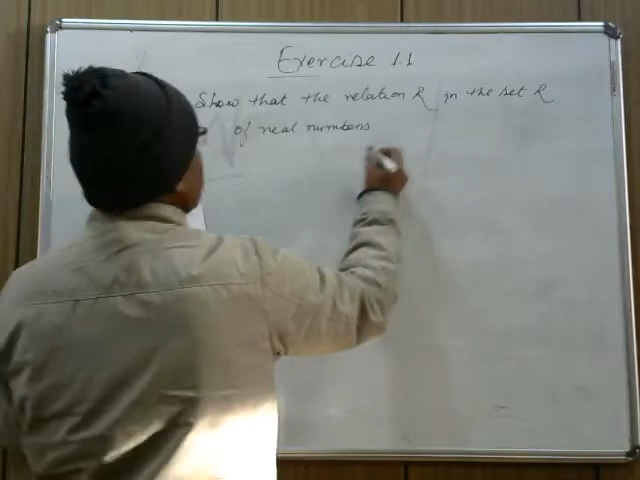 Exercise 1.1
Show that the relation R in the set R
of real numbers